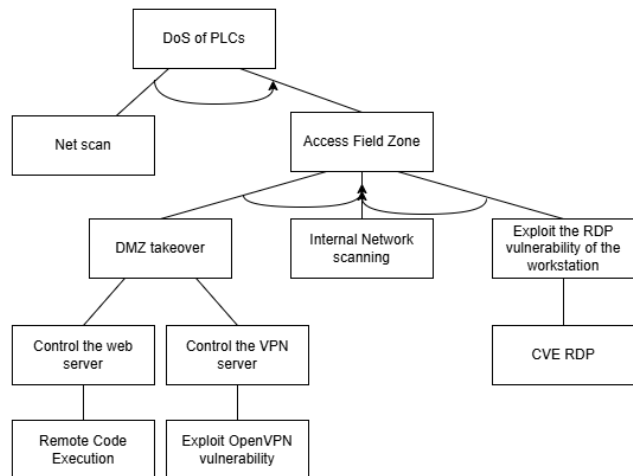 DoS of PLCs
Net scan
Access Field Zone
DMZ takeover
Internal Network
scanning
Exploit the RDP
vulnerability of the
workstation
Control the web
server
Control the VPN
server
CVE RDP
Remote Code
Execution
Exploit OpenVPN
vulnerability